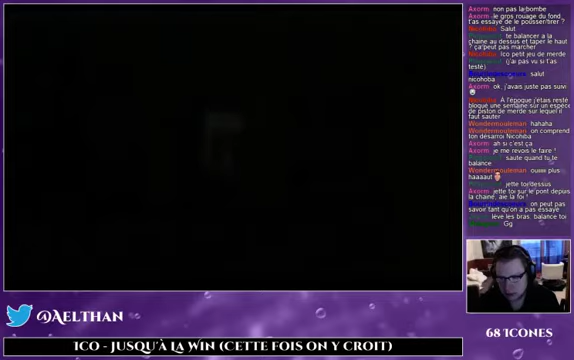 Axorm: non pas la bombe
Axorm: le gros rouage du fond
t'as essayé de le pousser/tirer ?
Nicohoba: Salut
te balancer a la
chaine au dessus et taper le haut
? ça peut pas marcher
Nicohoba: Ico petit jeu de merde
(j'ai pas vu si t'as
testé)
salut
nicohoba
Axorm: ok, j'avais juste pas suivi
Nicohoba: À l'époque j'étais resté
bloqué une semaine sur un espèce
de piston de merde sur lequel il
faut sauter
Wondermouleman: hahaha
Wondermouleman: on comprend
ton désarroi Nicohoba
Axorm: ah si c'est ça
Axorm: je me revois le faire !
saute quand tu te
balance
Wondermouleman: ouiiii plus
haaaaut
jette toi dessus
Axorm: jette toi sur le pont depuis
la chaine, aie la foi !
on peut pas
savoir tant qu'on a pas essayé
lève les bras, balance toi
Gg
@AELTHAN
68 ICONES
ICO - JUSQU'À LA WIN (CETTE FOIS ON Y CROIT)